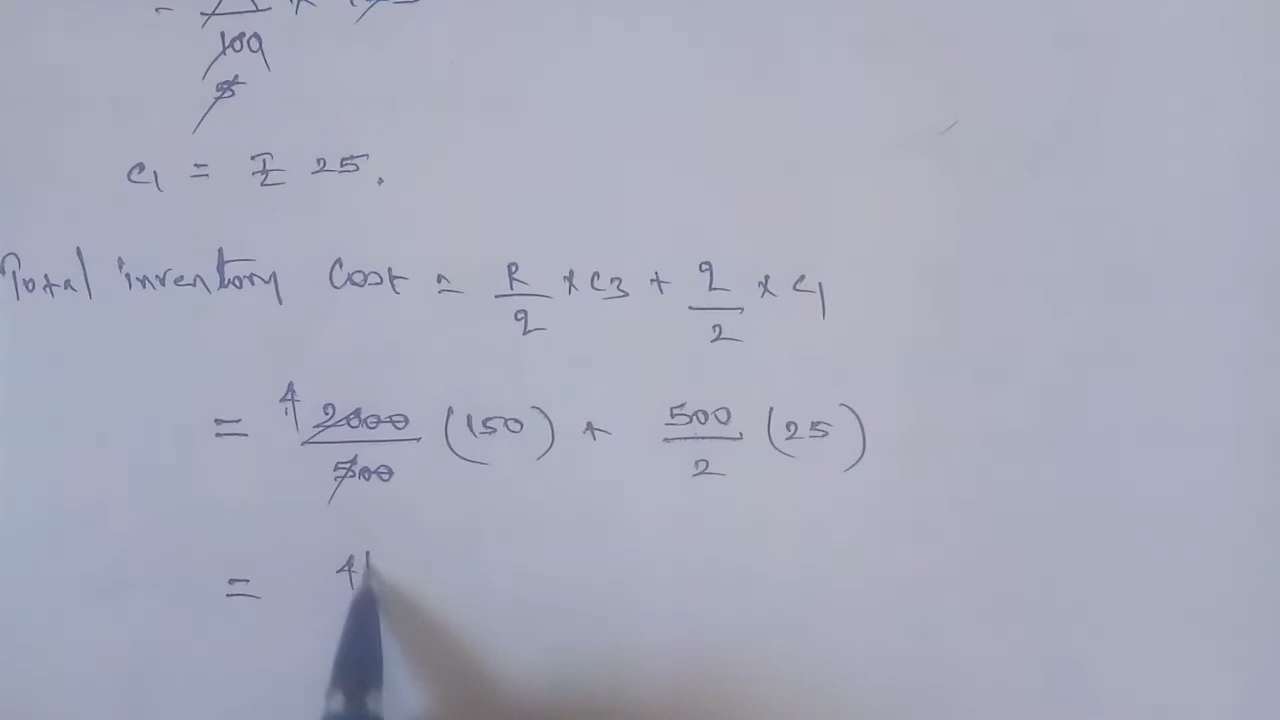 100
5
C1 = ₹ 25.
Total inventory Cost = R/q × C3 + q/2 × C1
= 4 2000/500 (150) + 500/2 (25)
= 4